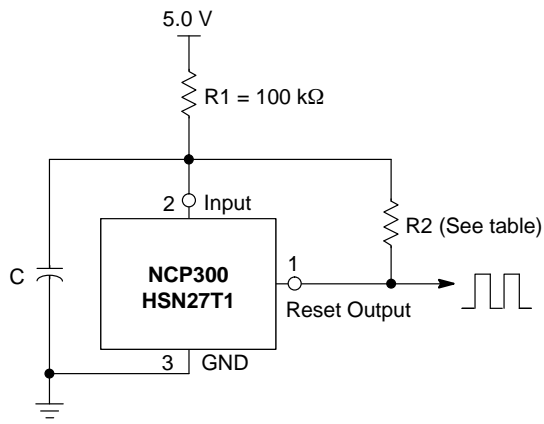 5.0 V
R1 = 100 kΩ
2 Input
R2 (See table)
C
NCP300
HSN27T1
1
Reset Output
3 GND